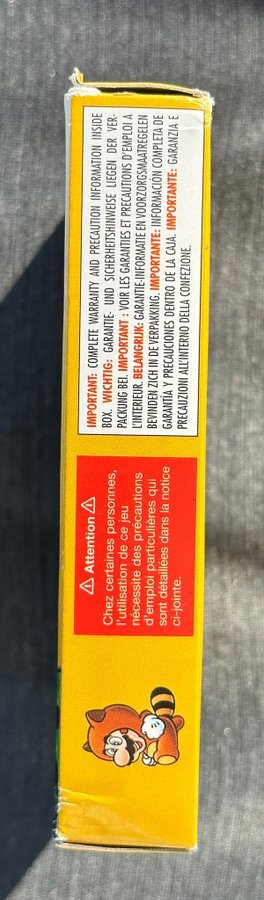 ⚠ Attention ⚠
Chez certaines personnes,
l'utilisation de ce jeu
nécessite des précautions
d'emploi particulières qui
sont détaillées dans la notice
ci-jointe.
IMPORTANT: COMPLETE WARRANTY AND PRECAUTION INFORMATION INSIDE
BOX. WICHTIG: GARANTIE- UND SICHERHEITSHINWEISE LIEGEN DER VER-
PACKUNG BEI. IMPORTANT : VOIR LES GARANTIES ET PRECAUTIONS D'EMPLOI A
L'INTERIEUR. BELANGRIJK: GARANTIE-INFORMATIE EN VOORZORGSMAATREGELEN
BEVINDEN ZICH IN DE VERPAKKING. IMPORTANTE: INFORMACIÓN COMPLETA DE
GARANTÍA Y PRECAUCIONES DENTRO DE LA CAJA. IMPORTANTE: GARANZIA E
PRECAUZIONI ALL'INTERNO DELLA CONFEZIONE.